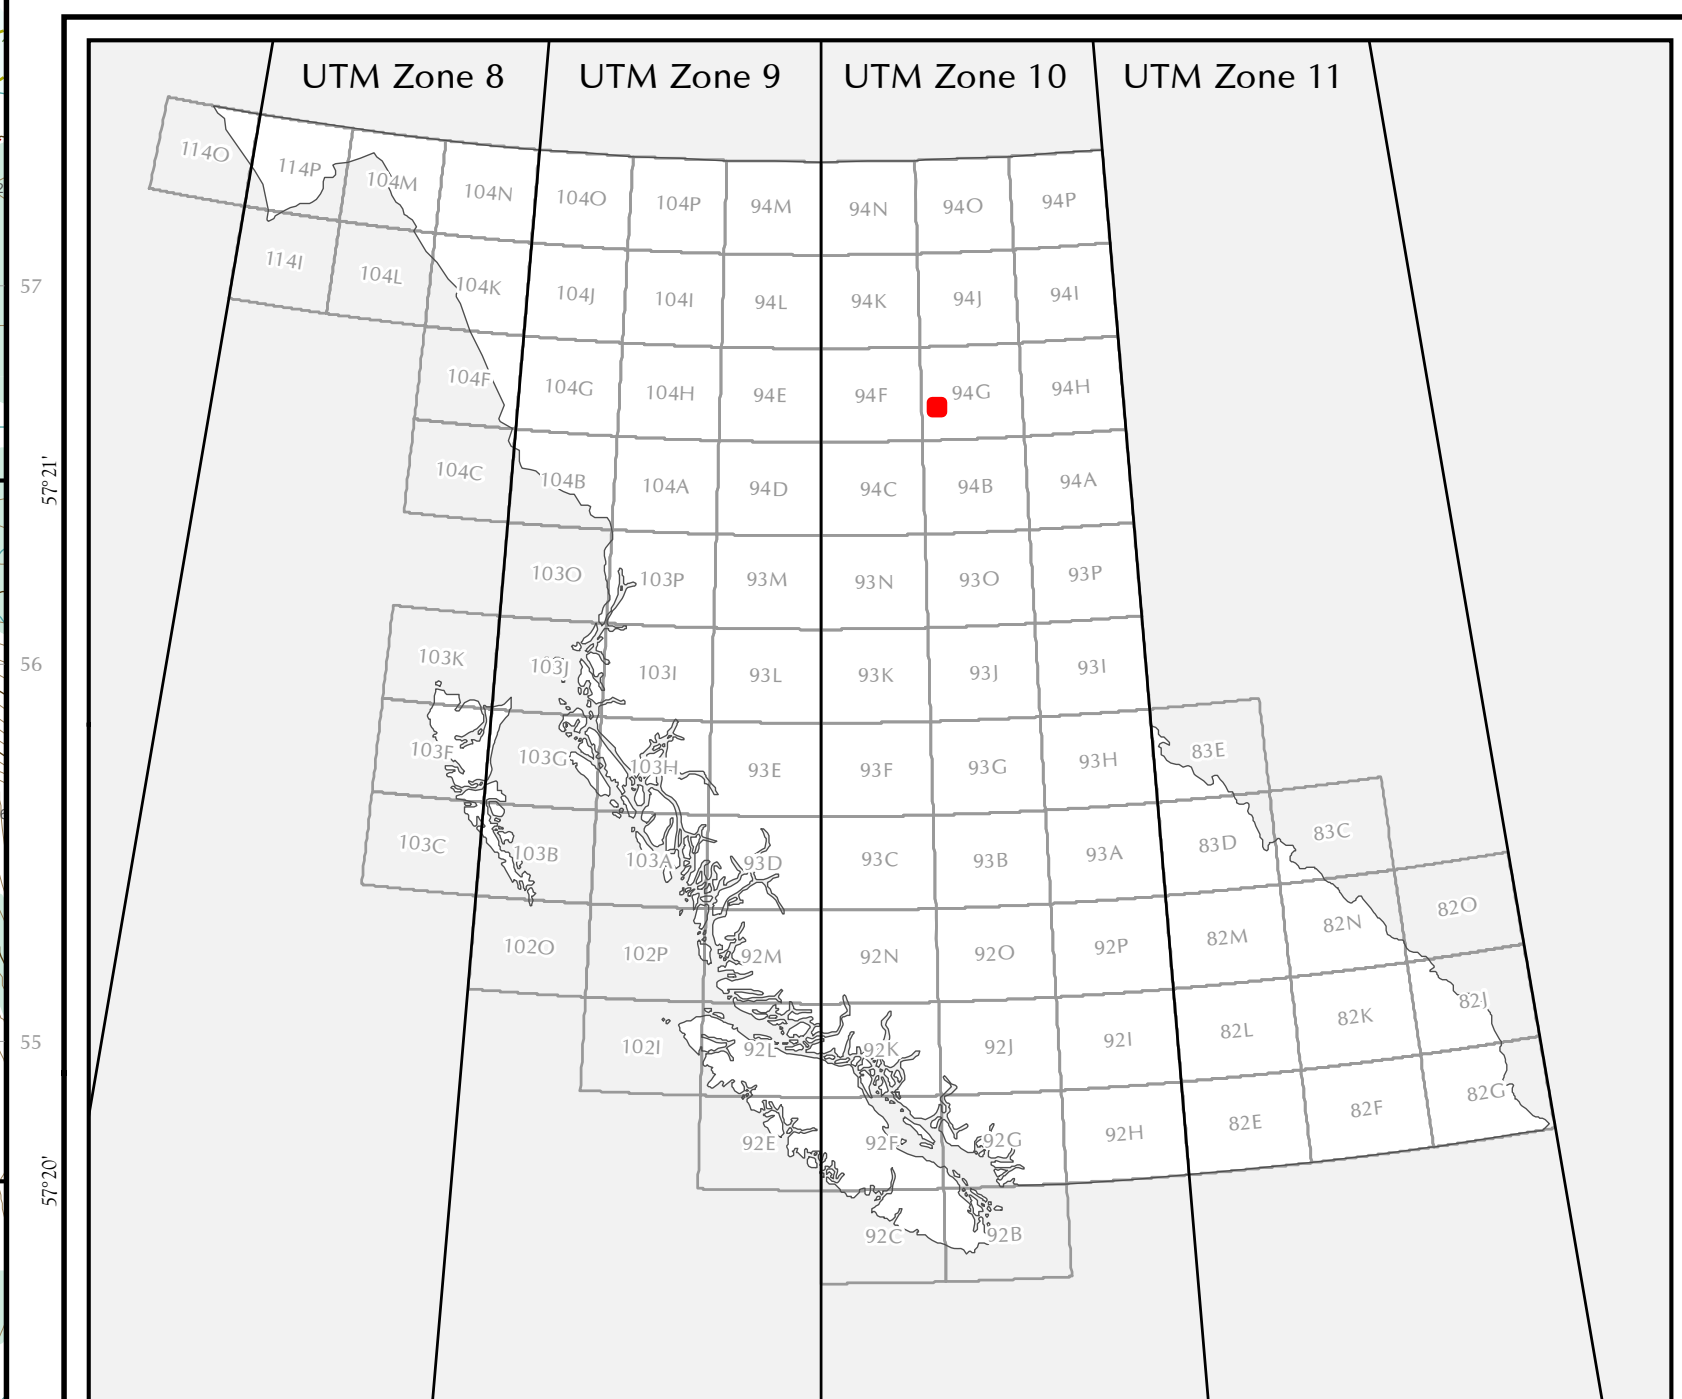 UTM Zone 8 UTM Zone 9 UTM Zone 10 UTM Zone 11
114O 114P 104M 104N 104O 104P 94M 94N 94O 94P
114I 104L 104K 104J 104I 94L 94K 94J 94I
57
104F 104G 104H 94E 94F 94G 94H
104C 104B 104A 94D 94C 94B 94A
57° 21'
103O 103P 93M 93N 93O 93P
103K 103J 103I 93L 93K 93J 93I
56
103F 103G 103H 93E 93F 93G 93H 83E
103C 103B 103A 93D 93C 93B 93A 83D 83C
102O 102P 92M 92N 92O 92P 82M 82N 82O
102I 92L 92K 92J 92I 82L 82K 82J
55
92E 92F 92G 92H 82E 82F 82G
57° 20'
92C 92B